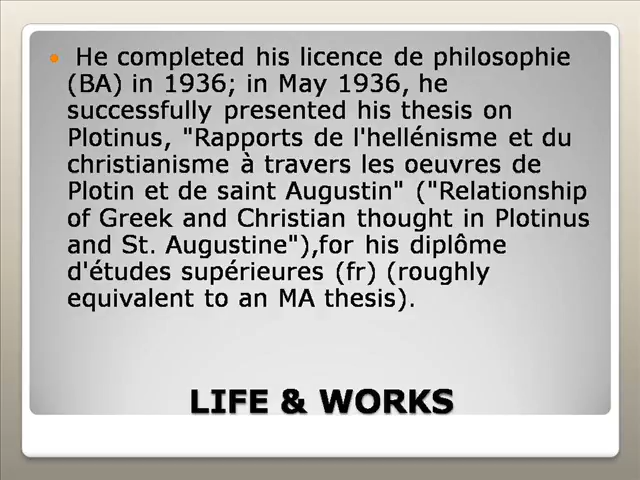 He completed his licence de philosophie
(BA) in 1936; in May 1936, he
successfully presented his thesis on
Plotinus, "Rapports de l'hellénisme et du
christianisme à travers les oeuvres de
Plotin et de saint Augustin" ("Relationship
of Greek and Christian thought in Plotinus
and St. Augustine"),for his diplôme
d'études supérieures (fr) (roughly
equivalent to an MA thesis).
LIFE & WORKS